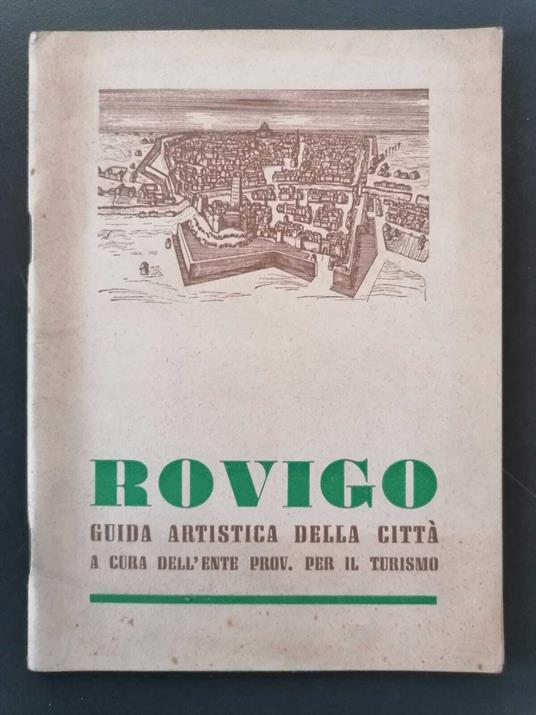 ROVIGO
GUIDA ARTISTICA DELLA CITTÀ
A CURA DELL'ENTE PROV. PER IL TURISMO